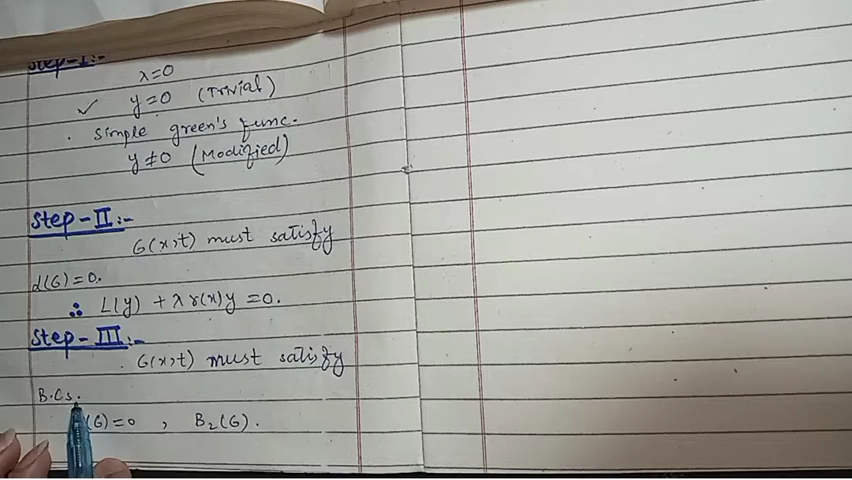 Step-I:-
λ=0
✓ y=0 (Trivial)
. Simple green's func.
y≠0 (Modified)
Step-II:-
G(x,t) must satisfy
L(G)=0.
∴ L(y) + λ r(x)y =0.
Step-III:-
. G(x,t) must satisfy
B.Cs.
(G)=0 , B₂(G).